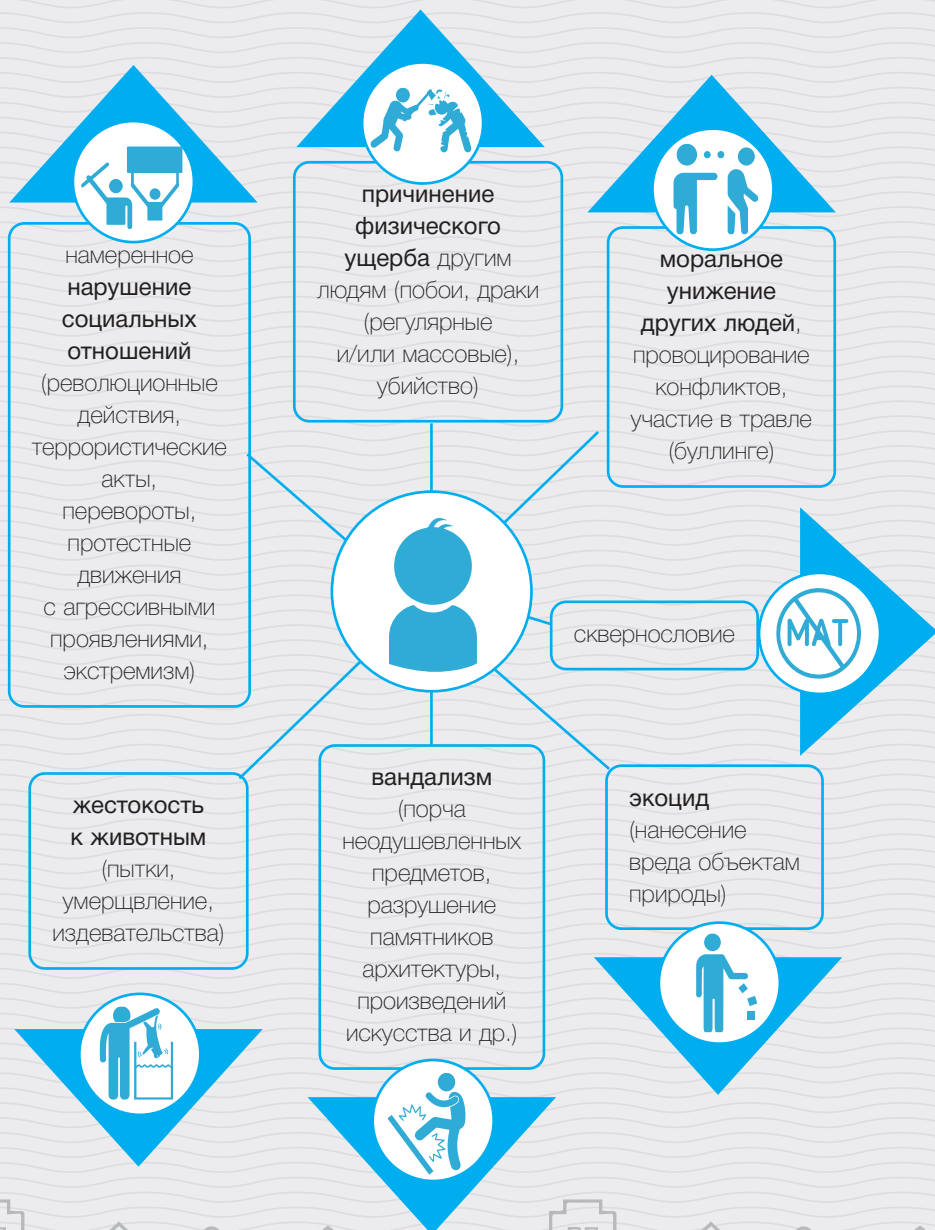 намеренное
нарушение
социальных
отношений
(революционные
действия,
террористические
акты,
перевороты,
протестные
движения
с агрессивными
проявлениями,
экстремизм)
причинение
физического
ущерба другим
людям (побои, драки
(регулярные
и/или массовые),
убийство)
моральное
унижение
других людей,
провоцирование
конфликтов,
участие в травле
(буллинге)
сквернословие
МАТ
жестокость
к животным
(пытки,
умерщвление,
издевательства)
вандализм
(порча
неодушевленных
предметов,
разрушение
памятников
архитектуры,
произведений
искусства и др.)
экоцид
(нанесение
вреда объектам
природы)